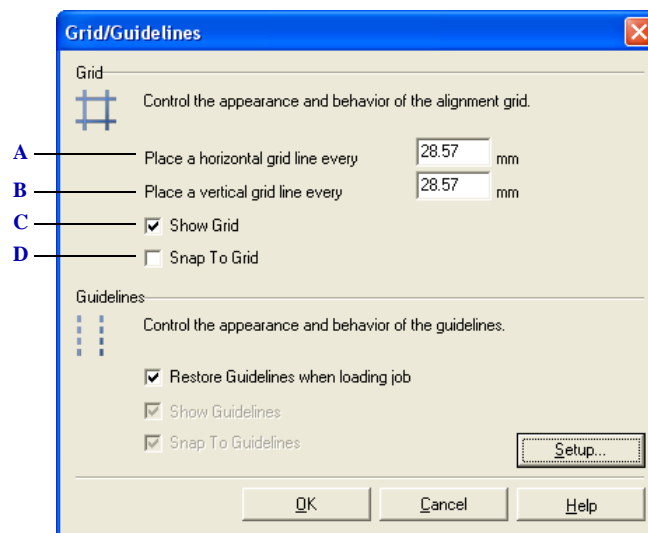 Grid/Guidelines
Grid
Control the appearance and behavior of the alignment grid.
A Place a horizontal grid line every 28.57 mm
B Place a vertical grid line every 28.57 mm
C Show Grid
D Snap To Grid
Guidelines
Control the appearance and behavior of the guidelines.
Restore Guidelines when loading job
Show Guidelines
Snap To Guidelines
Setup...
OK Cancel Help